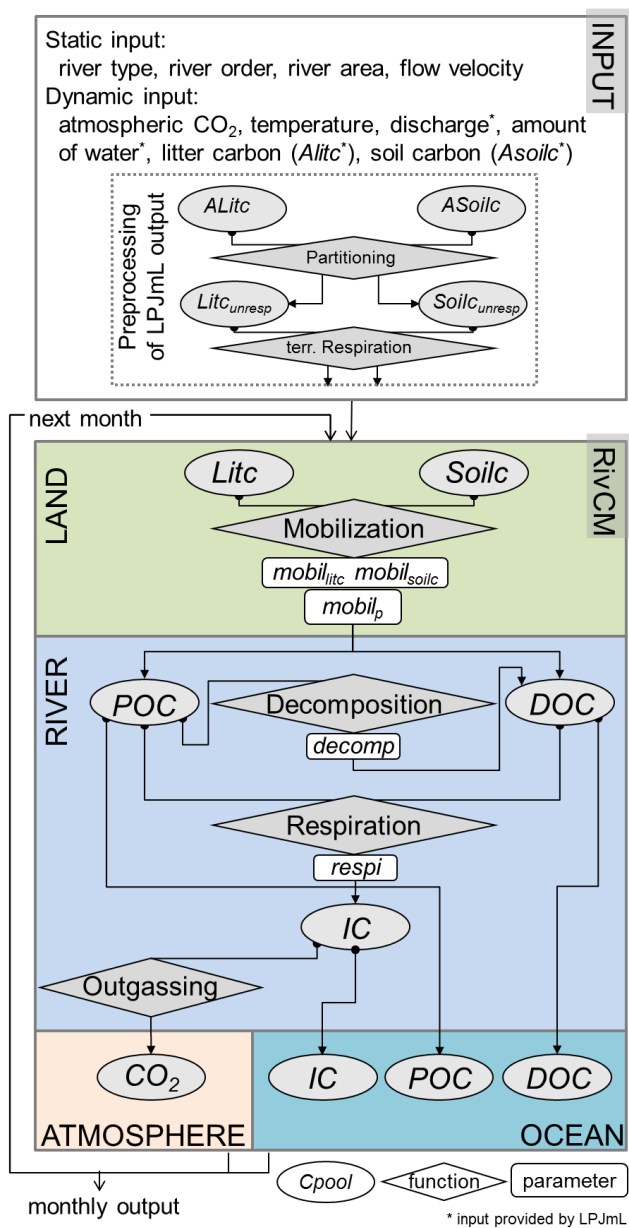 Static input:
river type, river order, river area, flow velocity
Dynamic input:
atmospheric CO₂, temperature, discharge*, amount
of water*, litter carbon (Alitc*), soil carbon (Asoilc*)
INPUT
Preprocessing
of LPJmL output
ALitc
ASoilc
Partitioning
Litcunresp
Soilcunresp
terr. Respiration
next month
RivCM
LAND
Litc
Soilc
Mobilization
mobillitc mobilsoilc
mobilp
RIVER
POC
Decomposition
DOC
decomp
Respiration
respi
IC
Outgassing
CO₂
IC
POC
DOC
ATMOSPHERE
OCEAN
monthly output
Cpool
function
parameter
* input provided by LPJmL